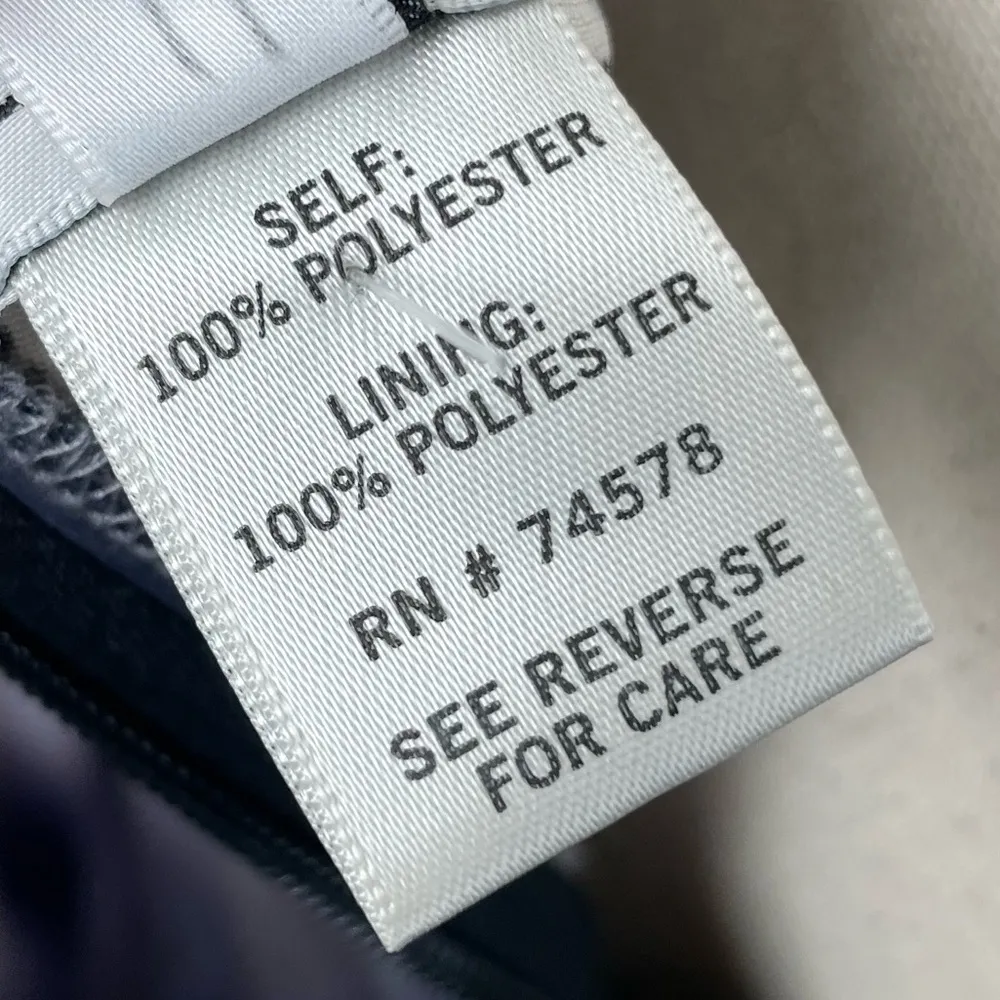 SELF:
100% POLYESTER
LINING:
100% POLYESTER
RN # 74578
SEE REVERSE
FOR CARE